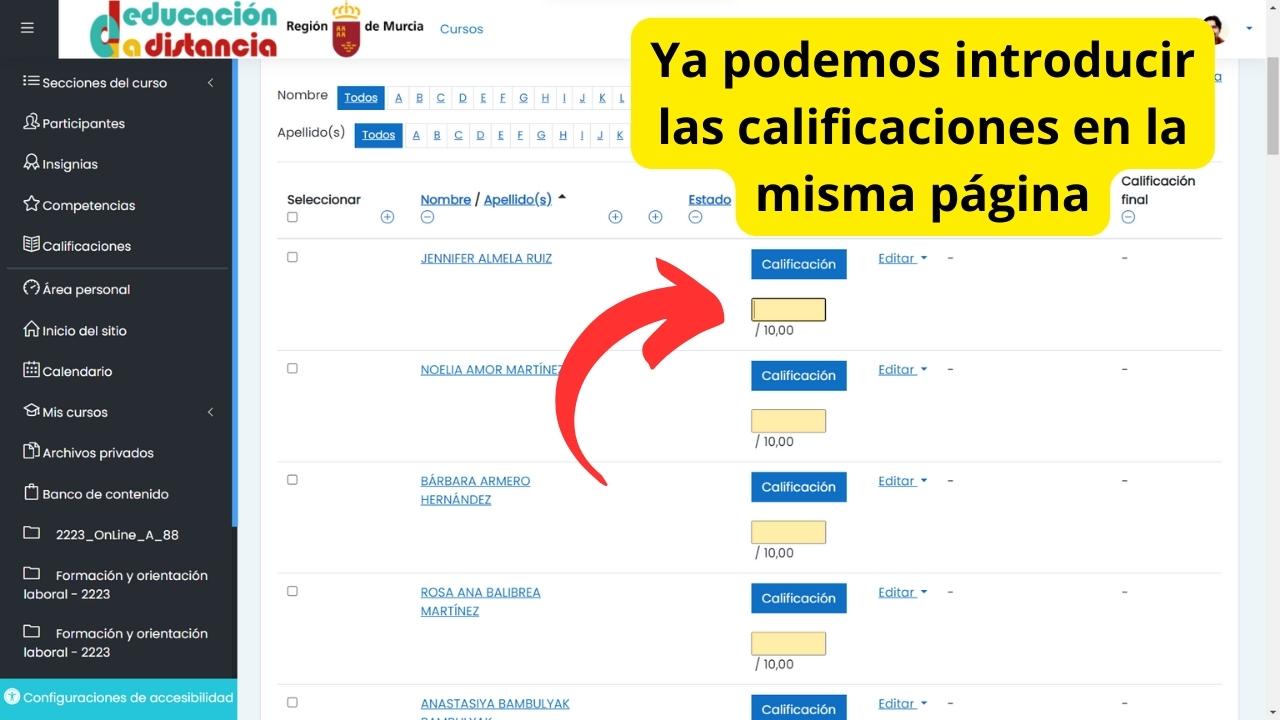 educación
a distancia
Región de Murcia
Cursos
Ya podemos introducir
las calificaciones en la
misma página
Secciones del curso
Participantes
Insignias
Competencias
Calificaciones
Área personal
Inicio del sitio
Calendario
Mis cursos
Archivos privados
Banco de contenido
2223_OnLine_A_88
Formación y orientación
laboral - 2223
Formación y orientación
laboral - 2223
Configuraciones de accesibilidad
Nombre Todos A B C D E F G H I J K L
Apellido(s) Todos A B C D E F G H I J K
Seleccionar Nombre / Apellido(s) Estado Calificación
final
JENNIFER ALMELA RUIZ Calificación Editar - -
/ 10,00
NOELIA AMOR MARTÍNEZ Calificación Editar - -
/ 10,00
BÁRBARA ARMERO
HERNÁNDEZ Calificación Editar - -
/ 10,00
ROSA ANA BALIBREA
MARTÍNEZ Calificación Editar - -
/ 10,00
ANASTASIYA BAMBULYAK Calificación Editar - -